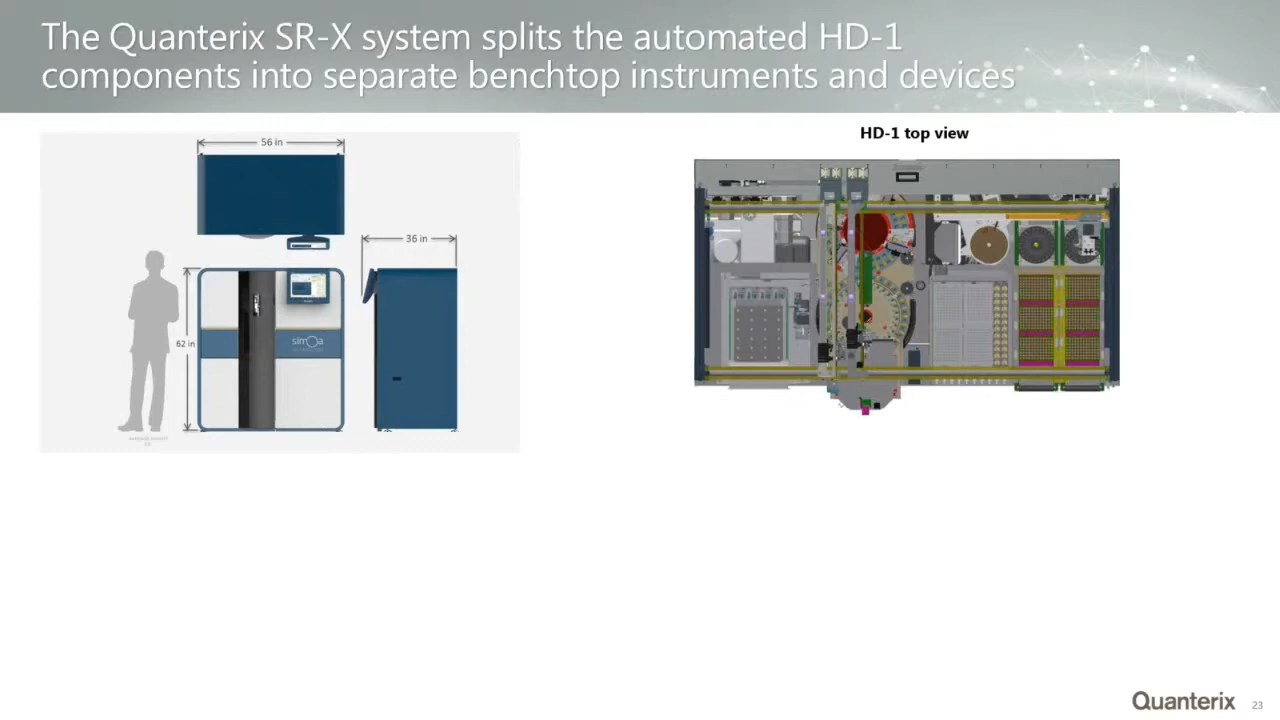 The Quanterix SR-X system splits the automated HD-1
components into separate benchtop instruments and devices
HD-1 top view
56 in
36 in
62 in
simoa
Quanterix
23